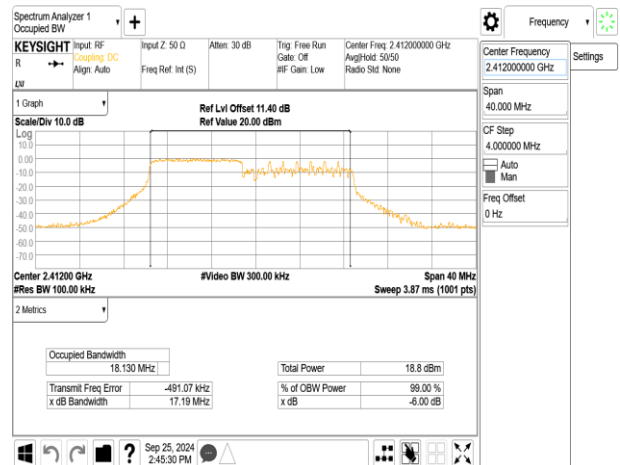 Spectrum Analyzer 1
Occupied BW
Frequency
KEYSIGHT
R
LXI
Input: RF
Coupling: DC
Align: Auto
Input Z: 50 Ω
Freq Ref: Int (S)
Atten: 30 dB
Trig: Free Run
Gate: Off
#IF Gain: Low
Center Freq: 2.412000000 GHz
Avg|Hold: 50/50
Radio Std: None
Center Frequency
2.412000000 GHz
Settings
Span
40.000 MHz
CF Step
4.000000 MHz
Auto
Man
Freq Offset
0 Hz
1 Graph
Scale/Div 10.0 dB
Ref Lvl Offset 11.40 dB
Ref Value 20.00 dBm
Log
10.0
0.00
-10.0
-20.0
-30.0
-40.0
-50.0
-60.0
-70.0
Center 2.41200 GHz
#Video BW 300.00 kHz
Span 40 MHz
#Res BW 100.00 kHz
Sweep 3.87 ms (1001 pts)
2 Metrics
Occupied Bandwidth
18.130 MHz
Total Power 18.8 dBm
Transmit Freq Error -491.07 kHz
% of OBW Power 99.00 %
x dB Bandwidth 17.19 MHz
x dB -6.00 dB
?
Sep 25, 2024
2:45:30 PM